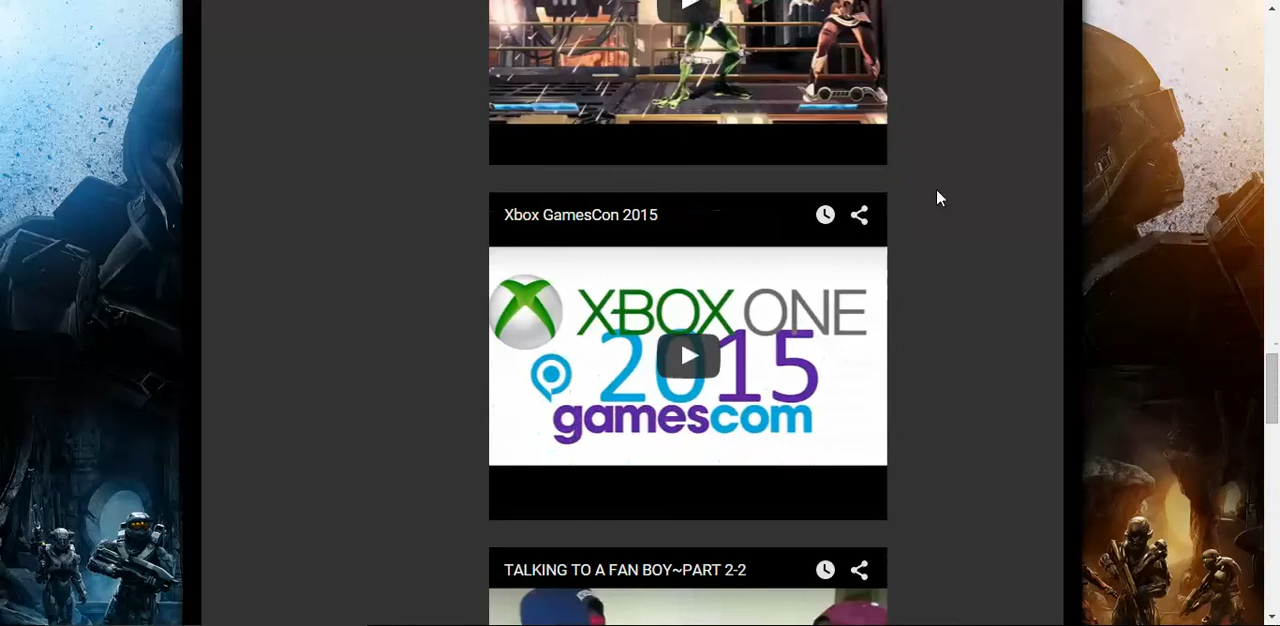 Xbox GamesCon 2015
XBOX ONE
2015
gamescom
TALKING TO A FAN BOY~PART 2-2